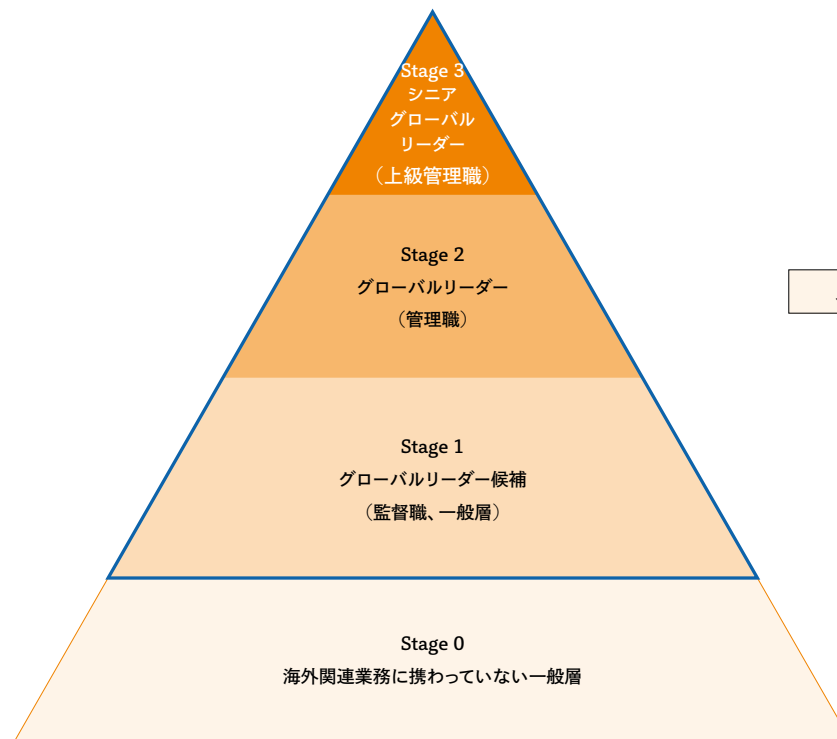 Stage 3
シニア
グローバル
リーダー
（上級管理職）
Stage 2
グローバルリーダー
（管理職）
Stage 1
グローバルリーダー候補
（監督職、一般層）
Stage 0
海外関連業務に携わっていない一般層